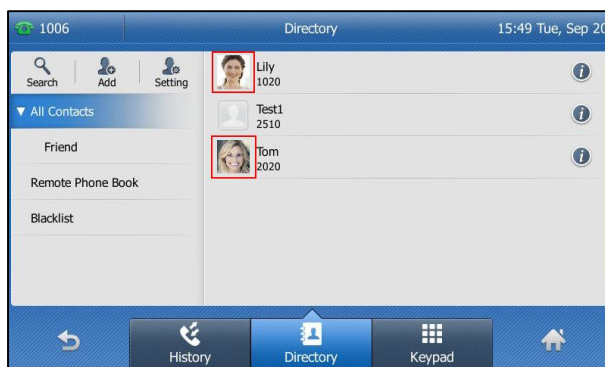 1006 Directory 15:49 Tue, Sep 20
Search Add Setting
All Contacts
Friend
Remote Phone Book
Blacklist
Lily
1020
Test1
2510
Tom
2020
History Directory Keypad